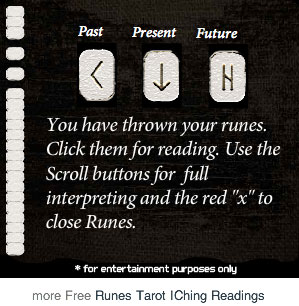 Past Present Future
ᚲ ↓ ᚺ
You have thrown your runes.
Click them for reading. Use the
Scroll buttons for full
interpreting and the red "x" to
close Runes.
* for entertainment purposes only
more Free Runes Tarot IChing Readings